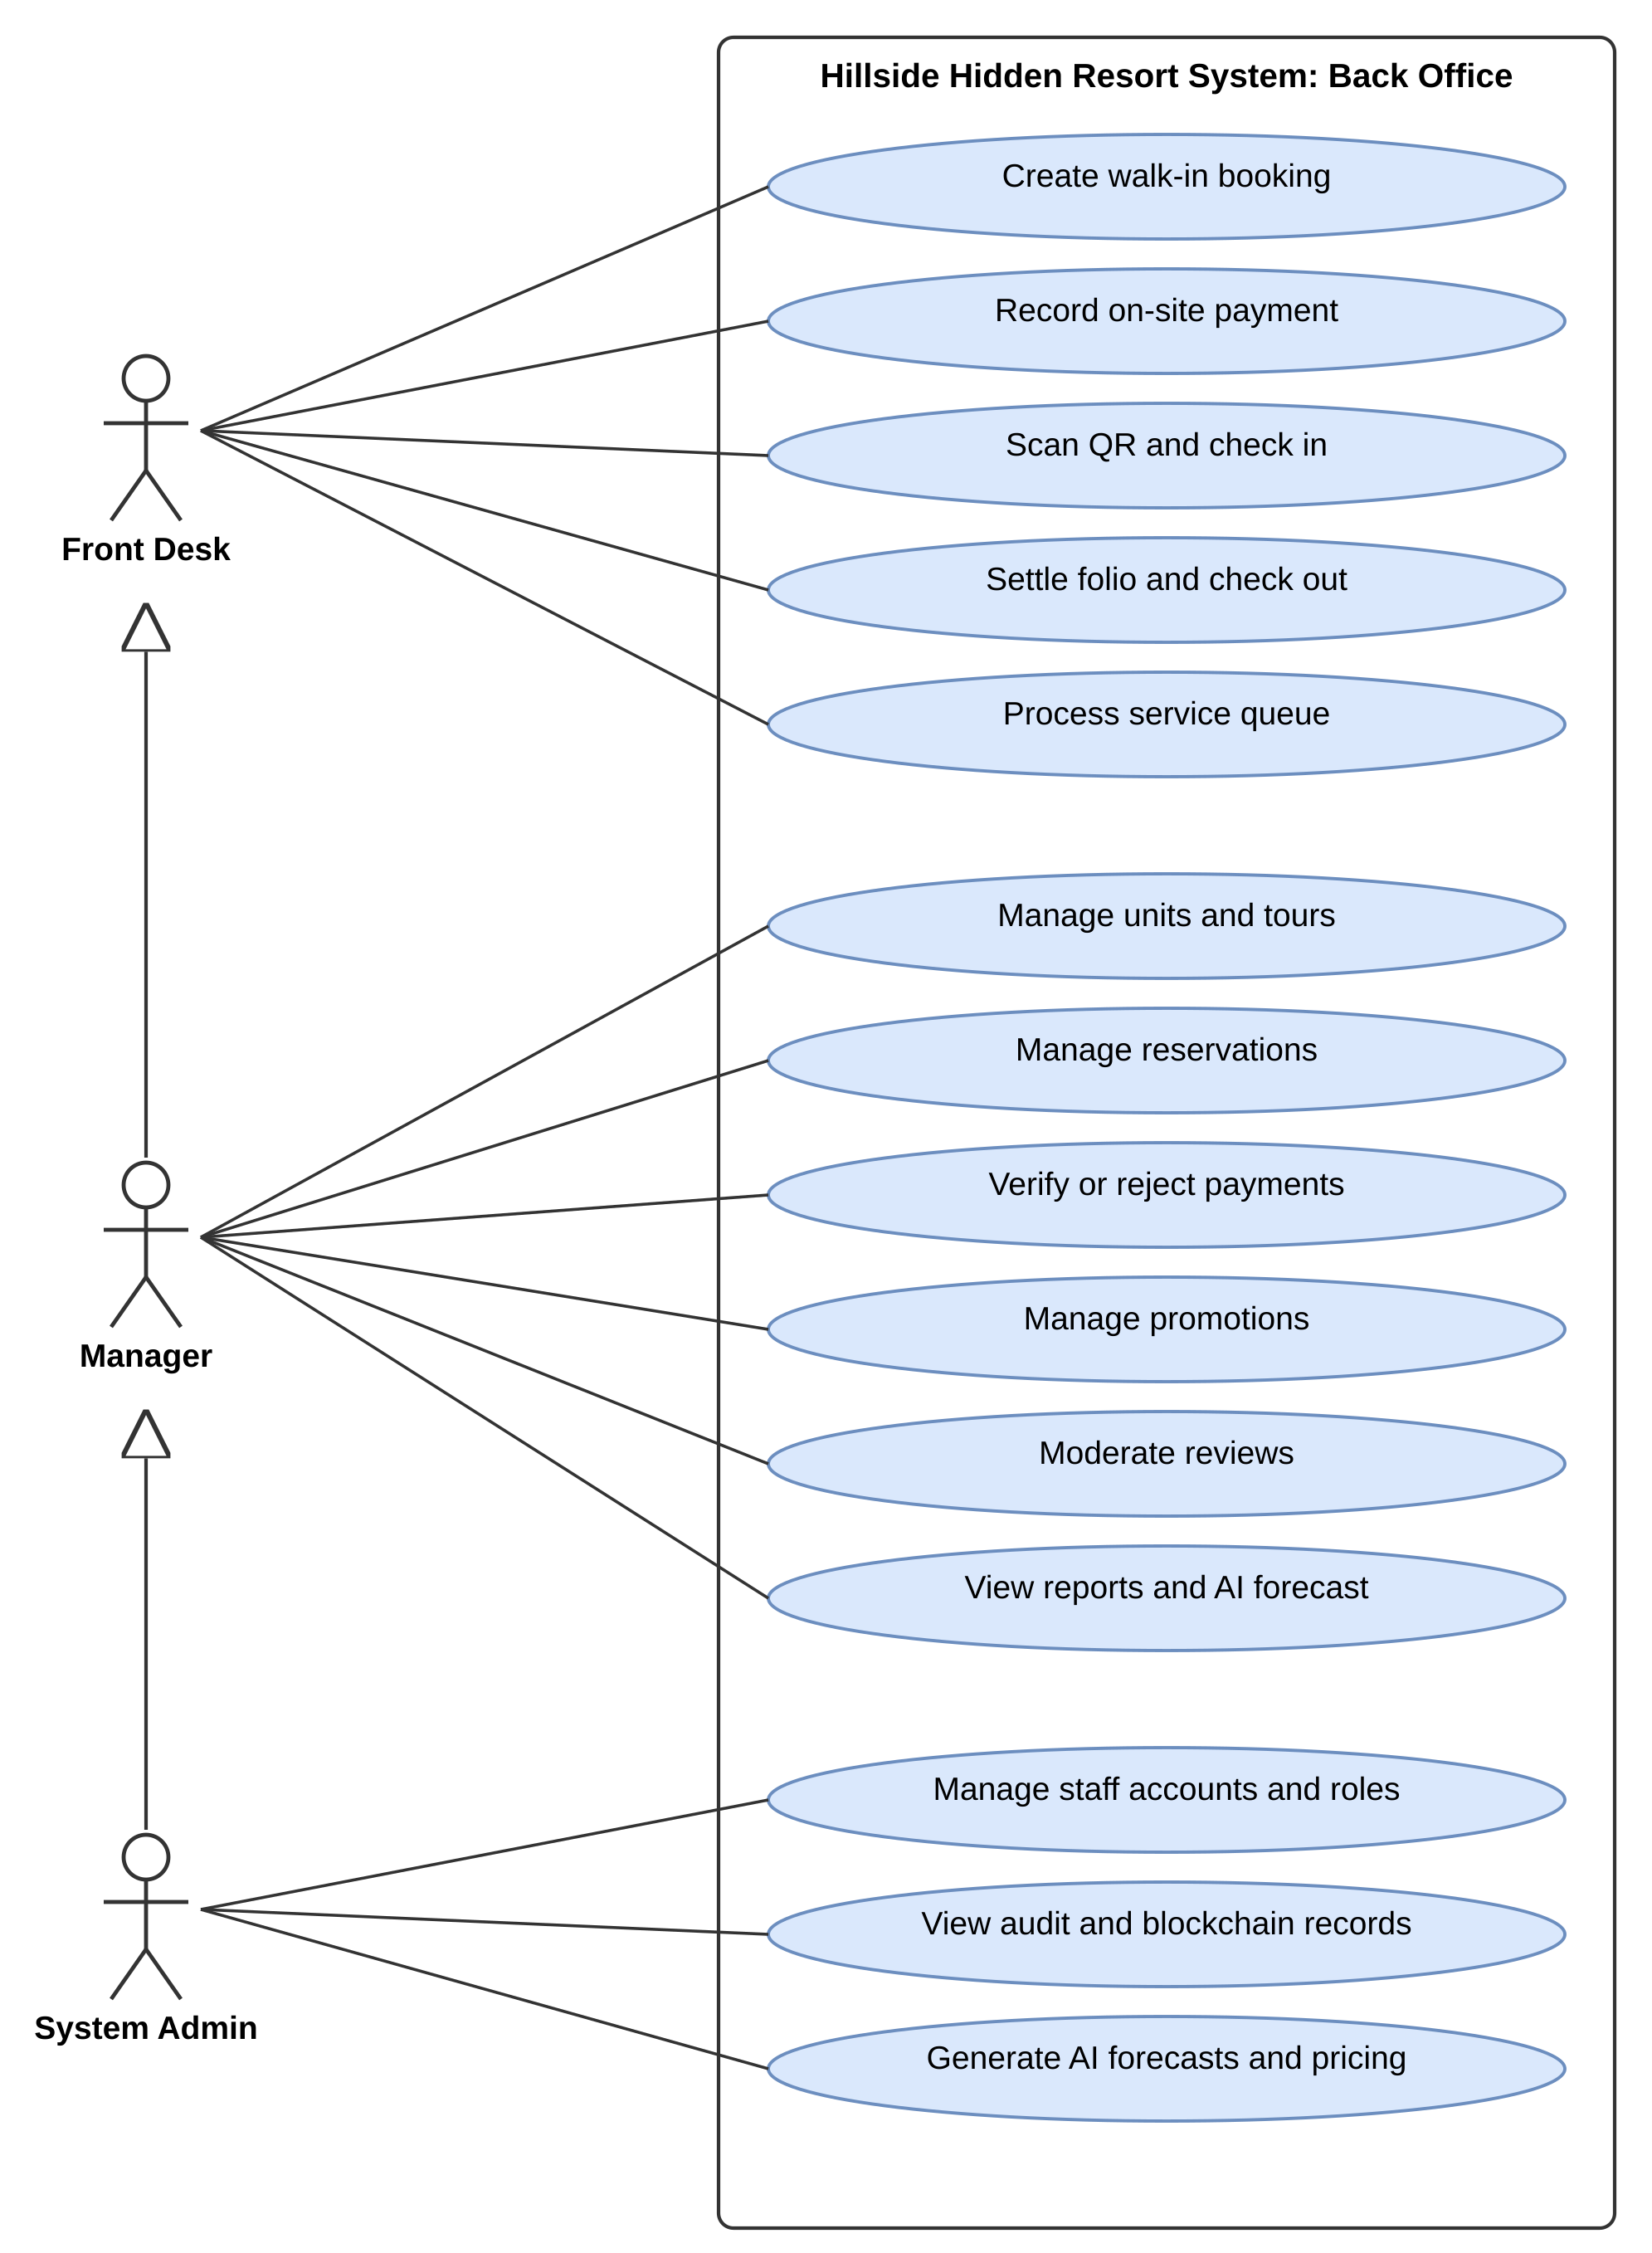 Hillside Hidden Resort System: Back Office
Create walk-in booking
Record on-site payment
Scan QR and check in
Front Desk
Settle folio and check out
Process service queue
Manage units and tours
Manage reservations
Verify or reject payments
Manage promotions
Manager
Moderate reviews
View reports and AI forecast
Manage staff accounts and roles
View audit and blockchain records
System Admin
Generate AI forecasts and pricing